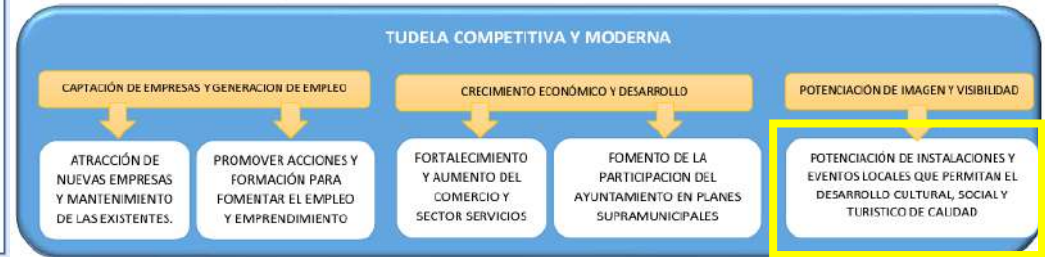 TUDELA COMPETITIVA Y MODERNA
CAPTACIÓN DE EMPRESAS Y GENERACION DE EMPLEO
ATRACCIÓN DE
NUEVAS EMPRESAS
Y MANTENIMIENTO
DE LAS EXISTENTES.
PROMOVER ACCIONES Y
FORMACIÓN PARA
FOMENTAR EL EMPLEO
Y EMPRENDIMIENTO
CRECIMIENTO ECONÓMICO Y DESARROLLO
FORTALECIMIENTO
Y AUMENTO DEL
COMERCIO Y
SECTOR SERVICIOS
FOMENTO DE LA
PARTICIPACION DEL
AYUNTAMIENTO EN PLANES
SUPRAMUNICIPALES
POTENCIACIÓN DE IMAGEN Y VISIBILIDAD
POTENCIACIÓN DE INSTALACIONES Y
EVENTOS LOCALES QUE PERMITAN EL
DESARROLLO CULTURAL, SOCIAL Y
TURISTICO DE CALIDAD